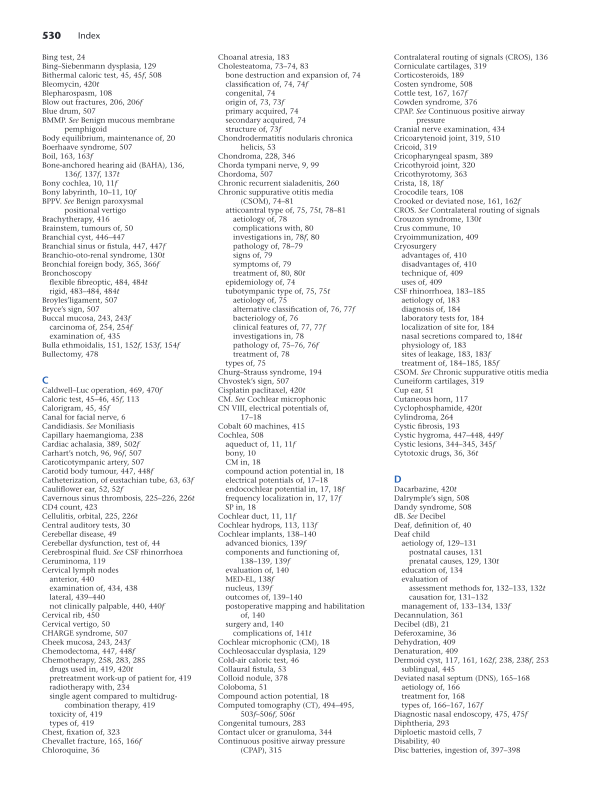 530 Index
Bing test, 24
Bing–Siebenmann dysplasia, 129
Bithermal caloric test, 45, 45f, 508
Bleomycin, 420t
Blepharospasm, 108
Blow out fractures, 206, 206f
Blue drum, 507
BMMP. See Benign mucous membrane
pemphigoid
Body equilibrium, maintenance of, 20
Boerhaave syndrome, 507
Boil, 163, 163f
Bone-anchored hearing aid (BAHA), 136,
136f, 137f, 137t
Bony cochlea, 10, 11f
Bony labyrinth, 10–11, 10f
BPPV. See Benign paroxysmal
positional vertigo
Brachytherapy, 416
Brainstem, tumours of, 50
Branchial cyst, 446–447
Branchial sinus or fistula, 447, 447f
Branchio-oto-renal syndrome, 130t
Bronchial foreign body, 365, 366f
Bronchoscopy
flexible fibreoptic, 484, 484t
rigid, 483–484, 484t
Broyles'ligament, 507
Bryce's sign, 507
Buccal mucosa, 243, 243f
carcinoma of, 254, 254f
examination of, 435
Bulla ethmoidalis, 151, 152f, 153f, 154f
Bullectomy, 478
C
Caldwell–Luc operation, 469, 470f
Caloric test, 45–46, 45f, 113
Calorigram, 45, 45f
Canal for facial nerve, 6
Candidiasis. See Moniliasis
Capillary haemangioma, 238
Cardiac achalasia, 389, 502f
Carhart's notch, 96, 96f, 507
Caroticotympanic artery, 507
Carotid body tumour, 447, 448f
Catheterization, of eustachian tube, 63, 63f
Cauliflower ear, 52, 52f
Cavernous sinus thrombosis, 225–226, 226t
CD4 count, 423
Cellulitis, orbital, 225, 226t
Central auditory tests, 30
Cerebellar disease, 49
Cerebellar dysfunction, test of, 44
Cerebrospinal fluid. See CSF rhinorrhoea
Ceruminoma, 119
Cervical lymph nodes
anterior, 440
examination of, 434, 438
lateral, 439–440
not clinically palpable, 440, 440f
Cervical rib, 450
Cervical vertigo, 50
CHARGE syndrome, 507
Cheek mucosa, 243, 243f
Chemodectoma, 447, 448f
Chemotherapy, 258, 283, 285
drugs used in, 419, 420t
pretreatment work-up of patient for, 419
radiotherapy with, 234
single agent compared to multidrug-
combination therapy, 419
toxicity of, 419
types of, 419
Chest, fixation of, 323
Chevallet fracture, 165, 166f
Chloroquine, 36
Choanal atresia, 183
Cholesteatoma, 73–74, 83
bone destruction and expansion of, 74
classification of, 74, 74f
congenital, 74
origin of, 73, 73f
primary acquired, 74
secondary acquired, 74
structure of, 73f
Chondrodermatitis nodularis chronica
helicis, 53
Chondroma, 228, 346
Chorda tympani nerve, 9, 99
Chordoma, 507
Chronic recurrent sialadenitis, 260
Chronic suppurative otitis media
(CSOM), 74–81
atticoantral type of, 75, 75t, 78–81
aetiology of, 78
complications with, 80
investigations in, 78f, 80
pathology of, 78–79
signs of, 79
symptoms of, 79
treatment of, 80, 80t
epidemiology of, 74
tubotympanic type of, 75, 75t
aetiology of, 75
alternative classification of, 76, 77f
bacteriology of, 76
clinical features of, 77, 77f
investigations in, 78
pathology of, 75–76, 76f
treatment of, 78
types of, 75
Churg–Strauss syndrome, 194
Chvostek's sign, 507
Cisplatin paclitaxel, 420t
CM. See Cochlear microphonic
CN VIII, electrical potentials of,
17–18
Cobalt 60 machines, 415
Cochlea, 508
aqueduct of, 11, 11f
bony, 10
CM in, 18
compound action potential in, 18
electrical potentials of, 17–18
endocochlear potential in, 17, 18f
frequency localization in, 17, 17f
SP in, 18
Cochlear duct, 11, 11f
Cochlear hydrops, 113, 113f
Cochlear implants, 138–140
advanced bionics, 139f
components and functioning of,
138–139, 139f
evaluation of, 140
MED-EL, 138f
nucleus, 139f
outcomes of, 139–140
postoperative mapping and habilitation
of, 140
surgery and, 140
complications of, 141t
Cochlear microphonic (CM), 18
Cochleosaccular dysplasia, 129
Cold-air caloric test, 46
Collaural fistula, 53
Colloid nodule, 378
Coloboma, 51
Compound action potential, 18
Computed tomography (CT), 494–495,
503f–506f, 506t
Congenital tumours, 283
Contact ulcer or granuloma, 344
Continuous positive airway pressure
(CPAP), 315
Contralateral routing of signals (CROS), 136
Corniculate cartilages, 319
Corticosteroids, 189
Costen syndrome, 508
Cottle test, 167, 167f
Cowden syndrome, 376
CPAP. See Continuous positive airway
pressure
Cranial nerve examination, 434
Cricoarytenoid joint, 319, 510
Cricoid, 319
Cricopharyngeal spasm, 389
Cricothyroid joint, 320
Cricothyrotomy, 363
Crista, 18, 18f
Crocodile tears, 108
Crooked or deviated nose, 161, 162f
CROS. See Contralateral routing of signals
Crouzon syndrome, 130t
Crus commune, 10
Cryoimmunization, 409
Cryosurgery
advantages of, 410
disadvantages of, 410
technique of, 409
uses of, 409
CSF rhinorrhoea, 183–185
aetiology of, 183
diagnosis of, 184
laboratory tests for, 184
localization of site for, 184
nasal secretions compared to, 184t
physiology of, 183
sites of leakage, 183, 183f
treatment of, 184–185, 185f
CSOM. See Chronic suppurative otitis media
Cuneiform cartilages, 319
Cup ear, 51
Cutaneous horn, 117
Cyclophosphamide, 420t
Cylindroma, 264
Cystic fibrosis, 193
Cystic hygroma, 447–448, 449f
Cystic lesions, 344–345, 345f
Cytotoxic drugs, 36, 36t
D
Dacarbazine, 420t
Dalrymple's sign, 508
Dandy syndrome, 508
dB. See Decibel
Deaf, definition of, 40
Deaf child
aetiology of, 129–131
postnatal causes, 131
prenatal causes, 129, 130t
education of, 134
evaluation of
assessment methods for, 132–133, 132t
causation for, 131–132
management of, 133–134, 133f
Decannulation, 361
Decibel (dB), 21
Deferoxamine, 36
Dehydration, 409
Denaturation, 409
Dermoid cyst, 117, 161, 162f, 238, 238f, 253
sublingual, 445
Deviated nasal septum (DNS), 165–168
aetiology of, 166
treatment for, 168
types of, 166–167, 167f
Diagnostic nasal endoscopy, 475, 475f
Diphtheria, 293
Diploetic mastoid cells, 7
Disability, 40
Disc batteries, ingestion of, 397–398